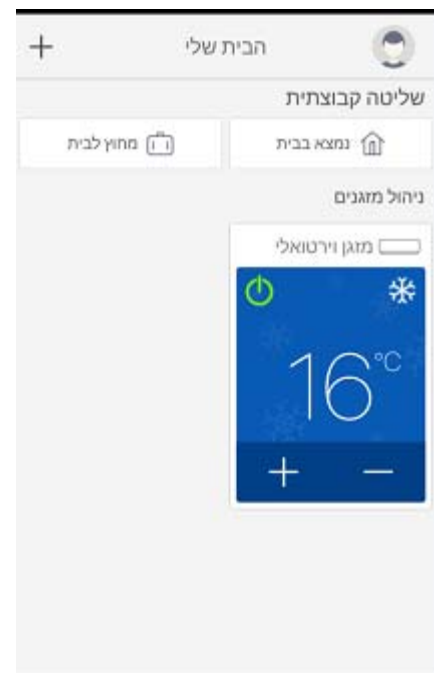 הבית שלי
שליטה קבוצתית
נמצא בבית
מחוץ לבית
ניהול מזגנים
מזגן וירטואלי
16°C